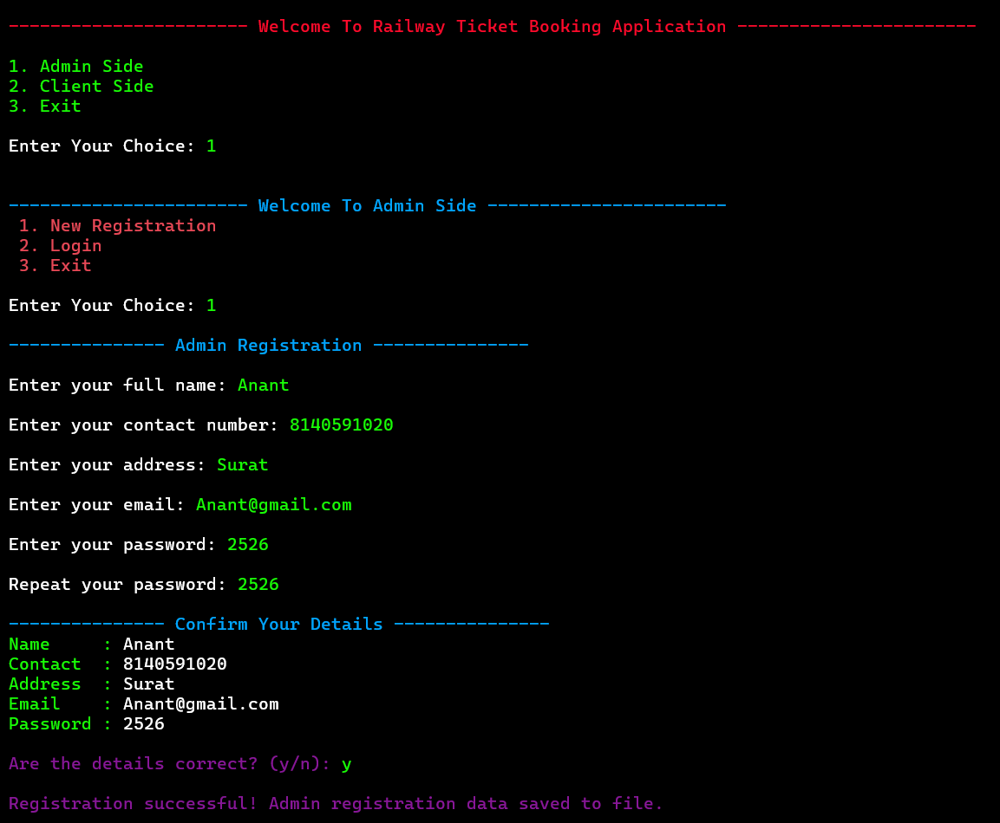 ----------------------- Welcome To Railway Ticket Booking Application -----------------------
1. Admin Side
2. Client Side
3. Exit
Enter Your Choice: 1
----------------------- Welcome To Admin Side -----------------------
1. New Registration
2. Login
3. Exit
Enter Your Choice: 1
--------------- Admin Registration ---------------
Enter your full name: Anant
Enter your contact number: 8140591020
Enter your address: Surat
Enter your email: Anant@gmail.com
Enter your password: 2526
Repeat your password: 2526
--------------- Confirm Your Details ---------------
Name     : Anant
Contact  : 8140591020
Address  : Surat
Email    : Anant@gmail.com
Password : 2526
Are the details correct? (y/n): y
Registration successful! Admin registration data saved to file.